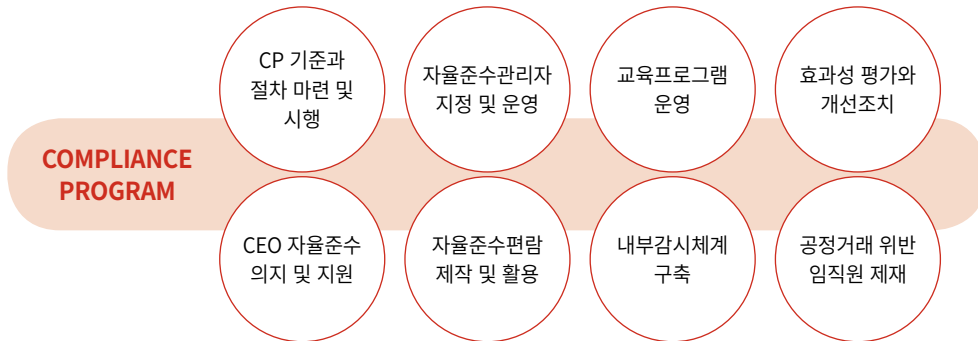 COMPLIANCE
PROGRAM
CP 기준과
절차 마련 및
시행
자율준수관리자
지정 및 운영
교육프로그램
운영
효과성 평가와
개선조치
CEO 자율준수
의지 및 지원
자율준수편람
제작 및 활용
내부감시체계
구축
공정거래 위반
임직원 제재